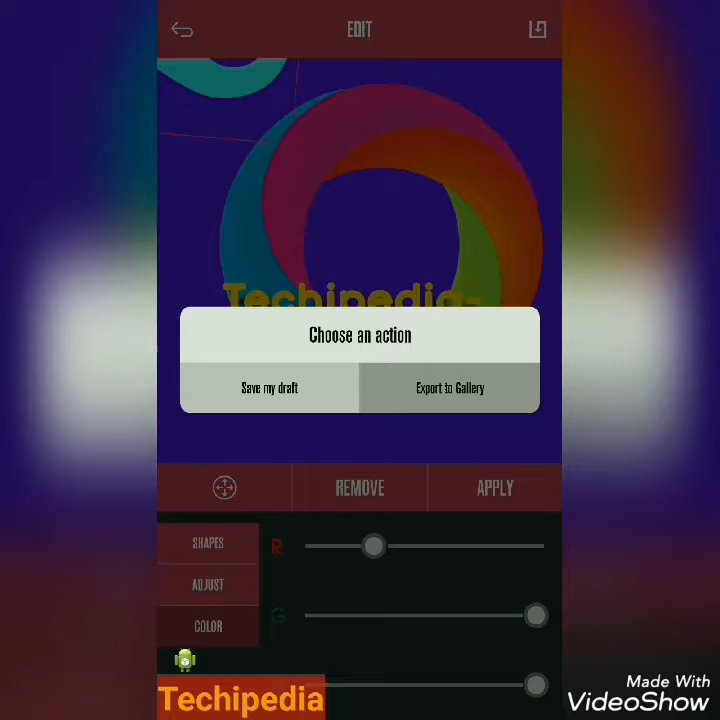 EDIT
Techipedia-
Choose an action
Save my draft
Export to Gallery
REMOVE
APPLY
SHAPES
R
ADJUST
G
COLOR
Techipedia
Made With
VideoShow